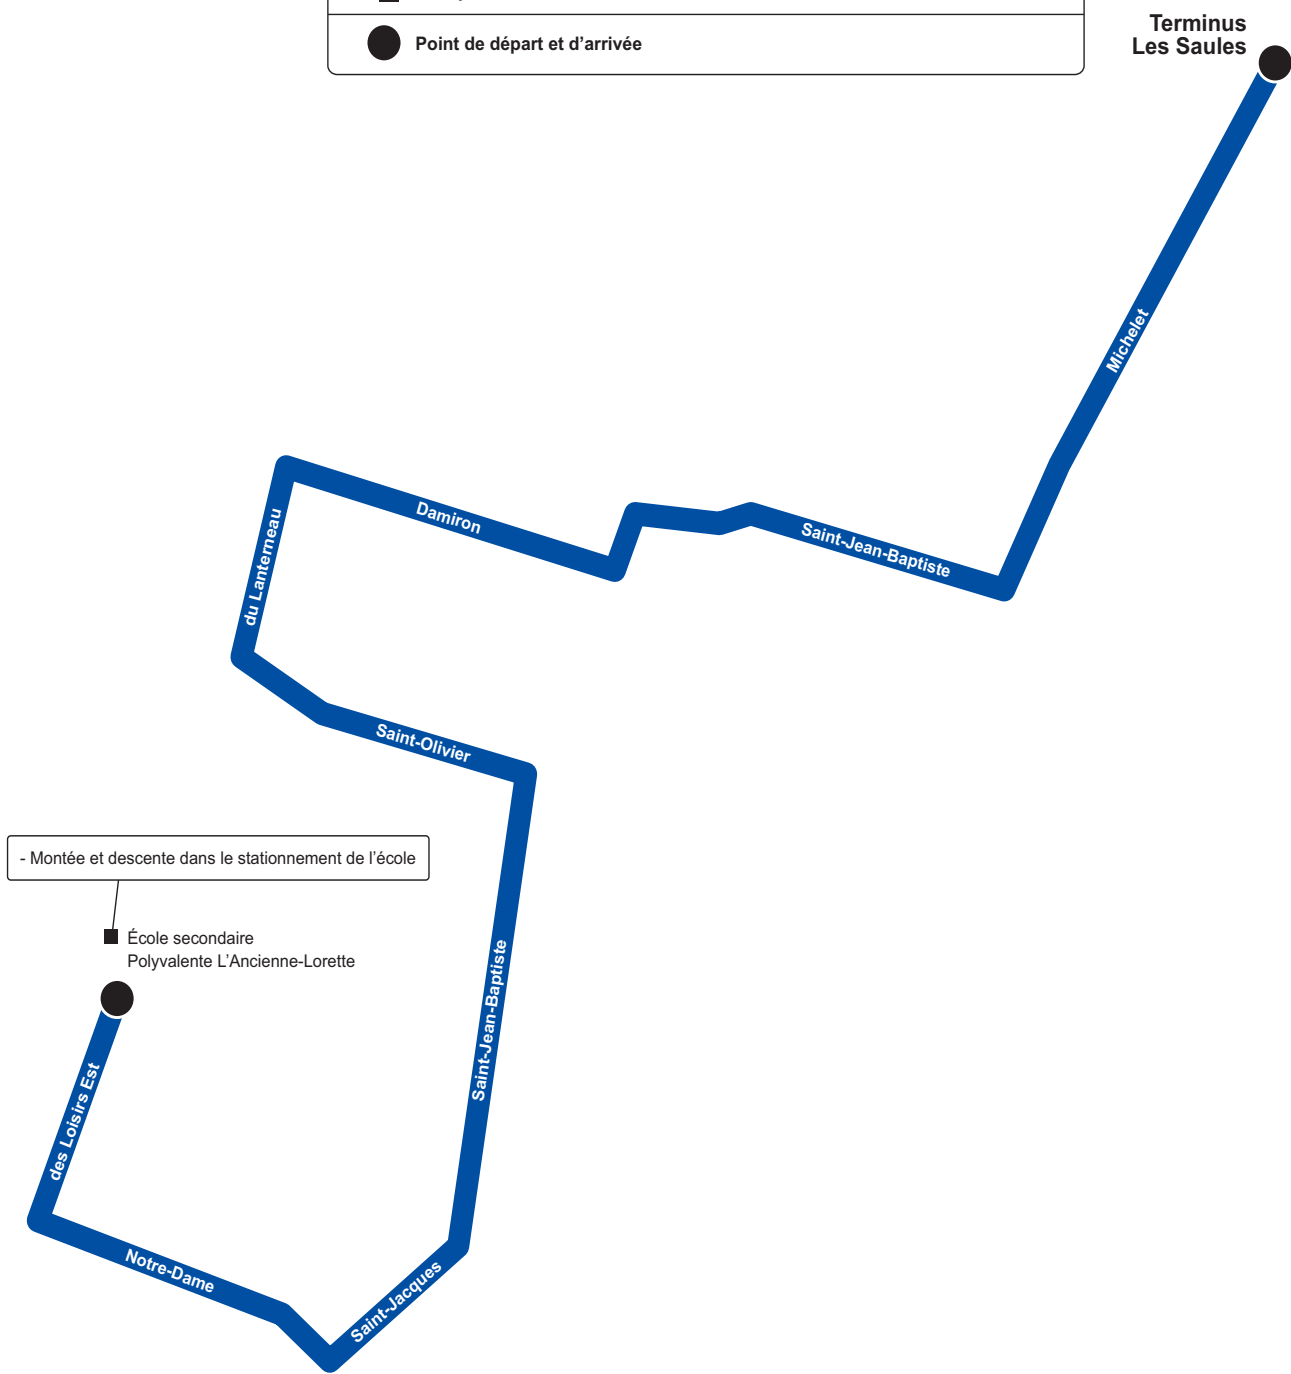 Point de départ et d’arrivée
Terminus
Les Saules
Michelet
Damiron
Saint-Jean-Baptiste
du Lanterneau
Saint-Olivier
- Montée et descente dans le stationnement de l’école
École secondaire
Polyvalente L’Ancienne-Lorette
Saint-Jean-Baptiste
des Loisirs Est
Notre-Dame
Saint-Jacques